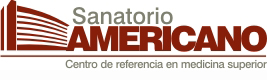 Sanatorio
AMERICANO
Centro de referencia en medicina superior